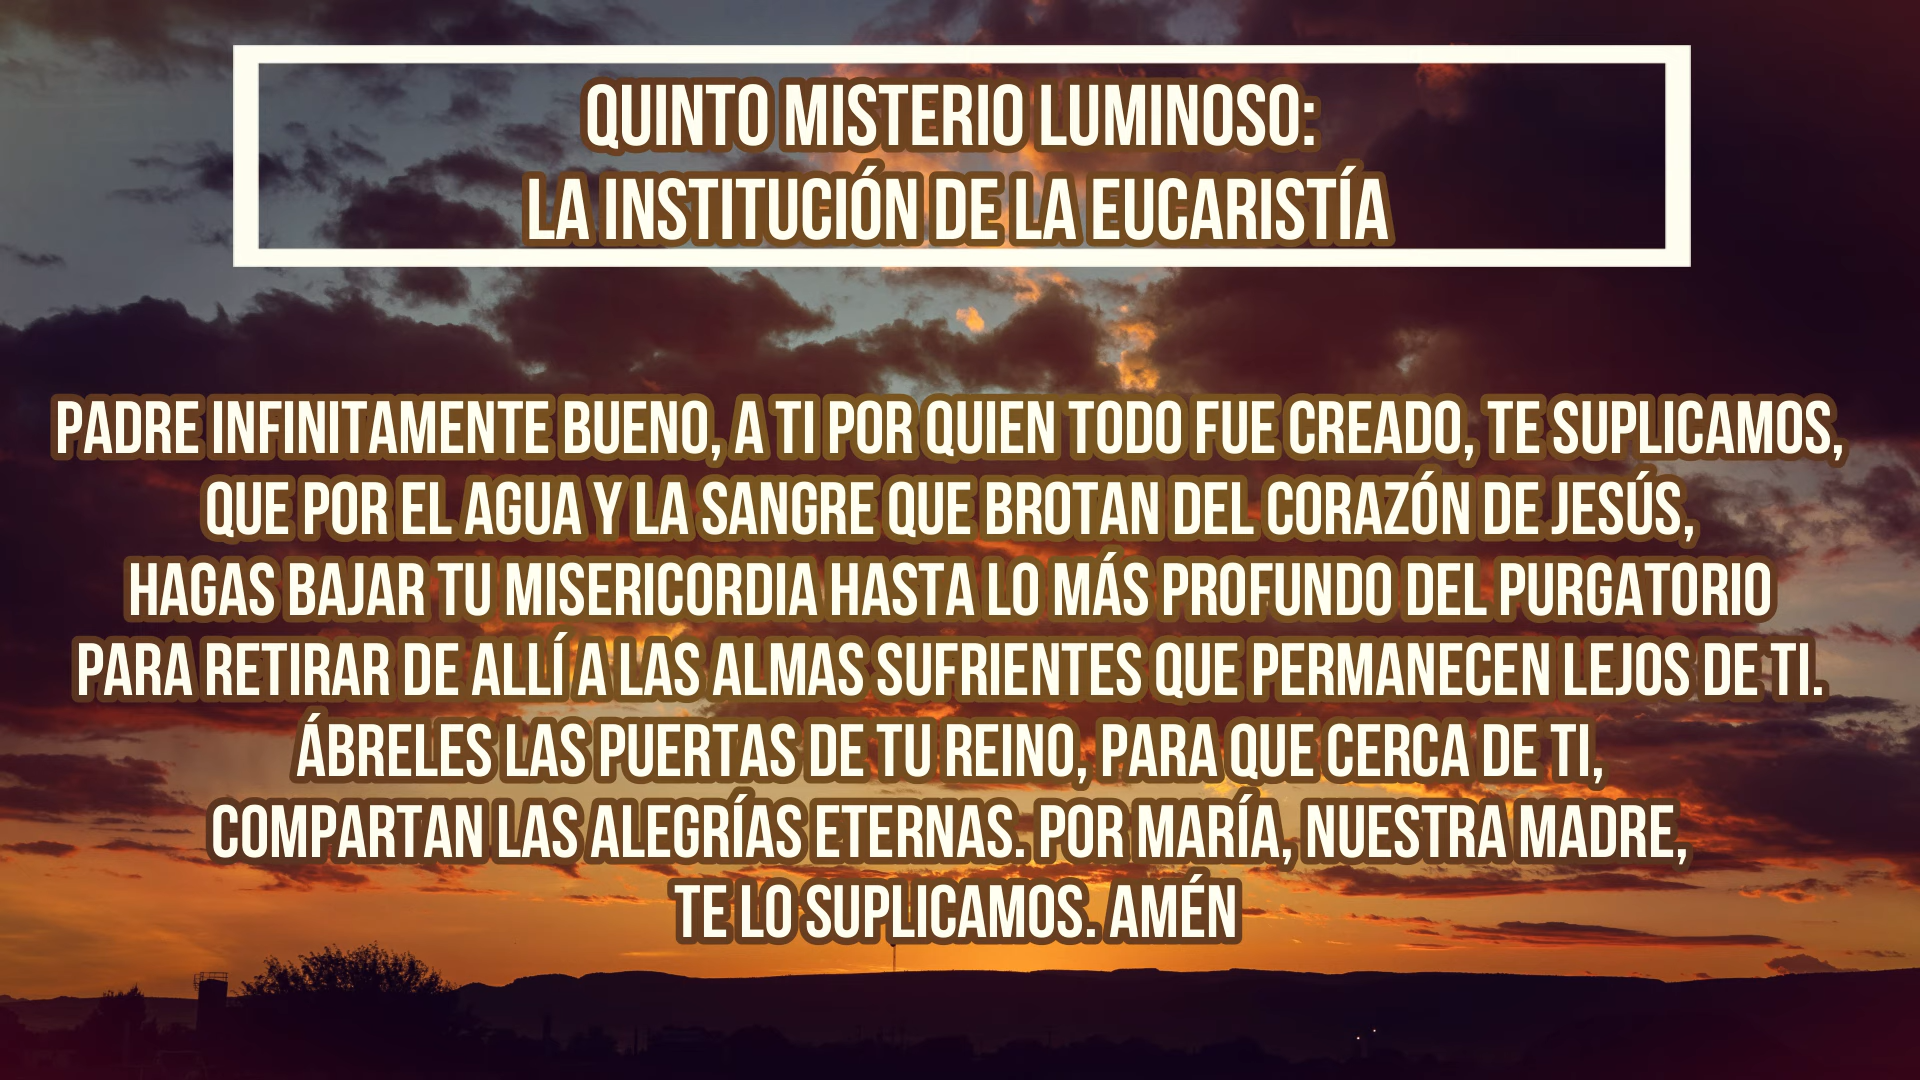 QUINTO MISTERIO LUMINOSO:
LA INSTITUCIÓN DE LA EUCARISTÍA
PADRE INFINITAMENTE BUENO, A TI POR QUIEN TODO FUE CREADO, TE SUPLICAMOS,
QUE POR EL AGUA Y LA SANGRE QUE BROTAN DEL CORAZÓN DE JESÚS,
HAGAS BAJAR TU MISERICORDIA HASTA LO MÁS PROFUNDO DEL PURGATORIO
PARA RETIRAR DE ALLÍ A LAS ALMAS SUFRIENTES QUE PERMANECEN LEJOS DE TI.
ÁBRELES LAS PUERTAS DE TU REINO, PARA QUE CERCA DE TI,
COMPARTAN LAS ALEGRÍAS ETERNAS. POR MARÍA, NUESTRA MADRE,
TE LO SUPLICAMOS. AMÉN